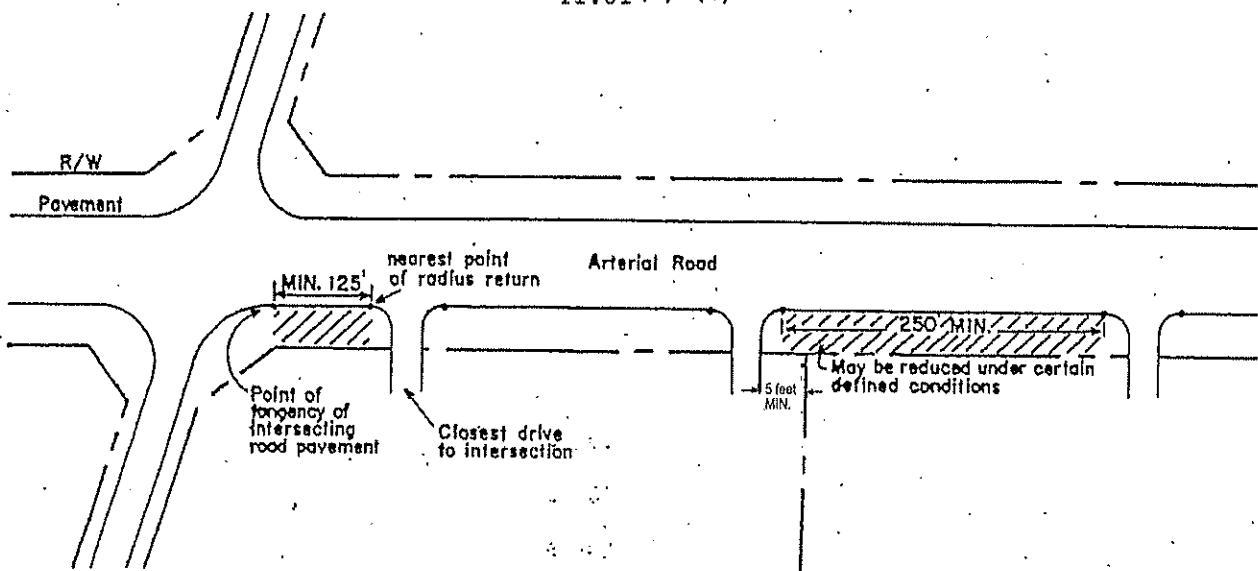 R/W
Pavement
nearest point
of radius return
Arterial Road
MIN. 125'
250' MIN.
May be reduced under certain
defined conditions
5 feet
MIN.
Point of
tangency of
intersecting
road pavement
Closest drive
to intersection